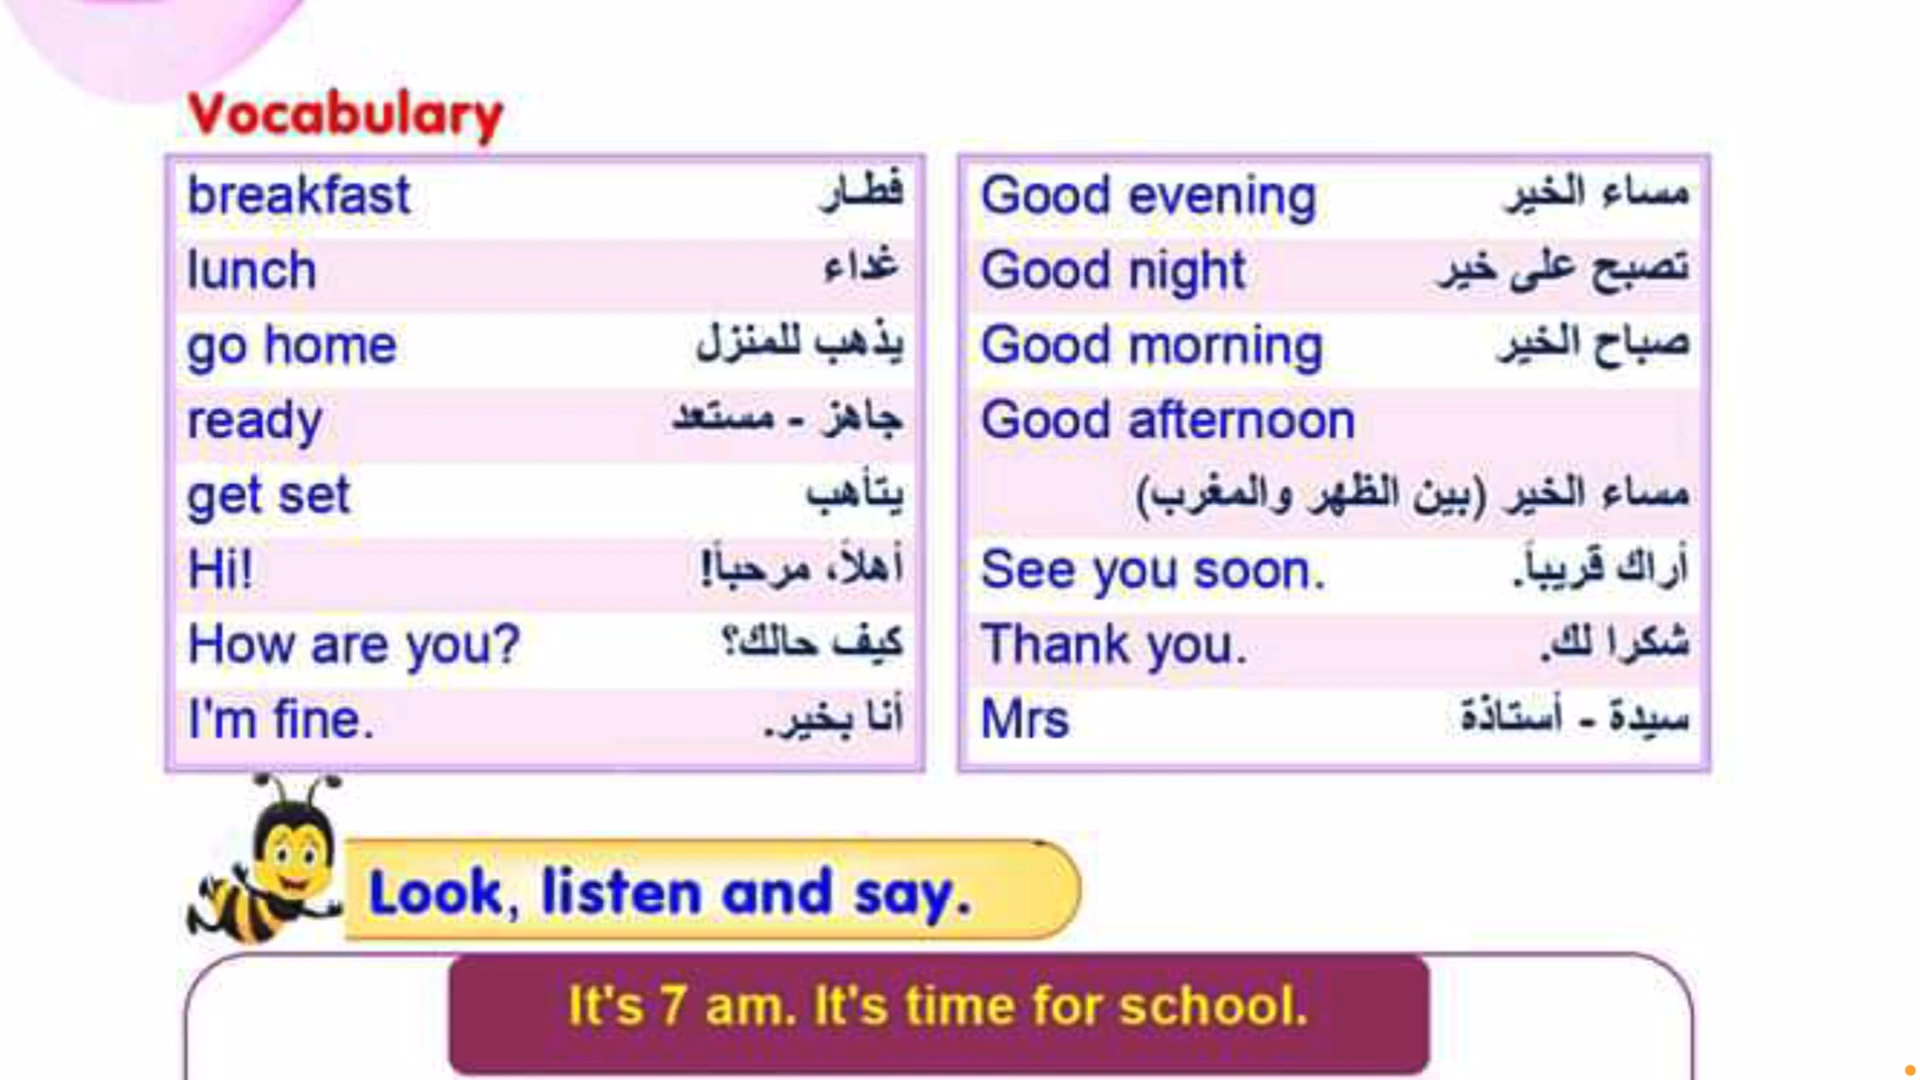 Vocabulary
breakfast فطار
lunch غداء
go home يذهب للمنزل
ready جاهز - مستعد
get set يتأهب
Hi! أهلاً، مرحباً!
How are you? كيف حالك؟
I'm fine. أنا بخير.
Good evening مساء الخير
Good night تصبح على خير
Good morning صباح الخير
Good afternoon
مساء الخير (بين الظهر والمغرب)
See you soon. أراك قريباً.
Thank you. شكرا لك.
Mrs سيدة - أستاذة
Look, listen and say.
It's 7 am. It's time for school.